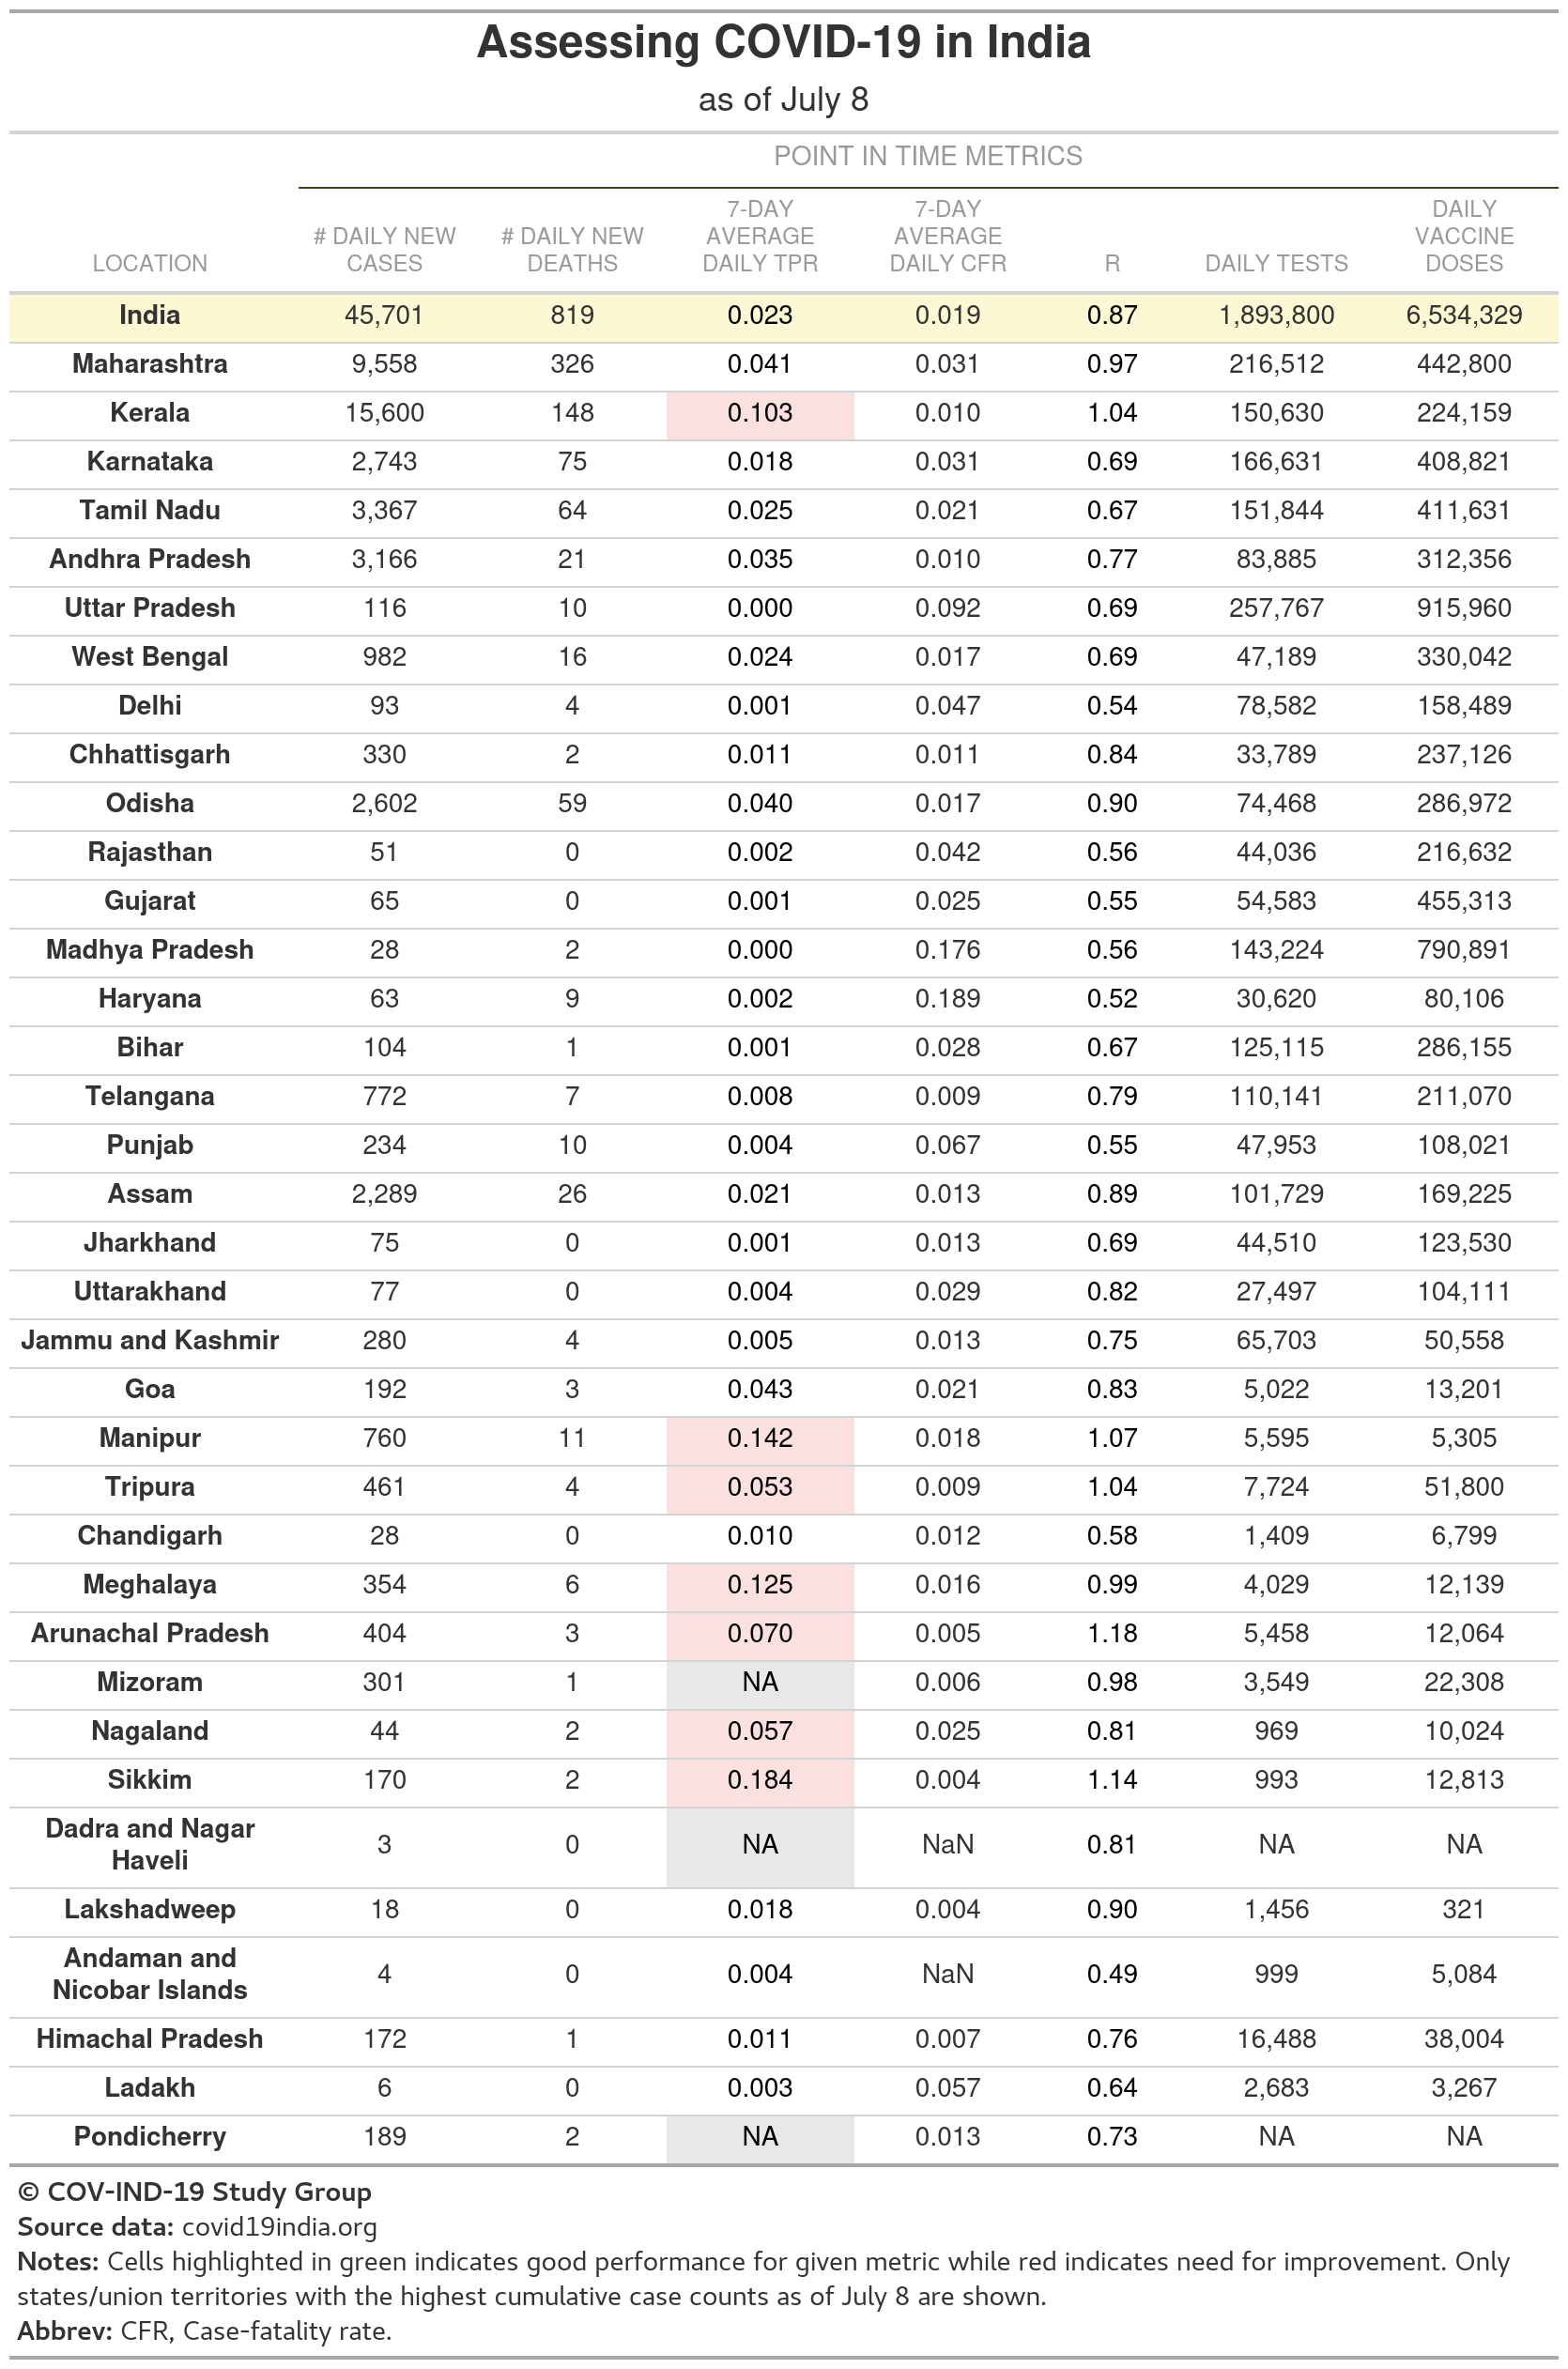 Assessing COVID-19 in India
as of July 8
POINT IN TIME METRICS
LOCATION # DAILY NEW CASES # DAILY NEW DEATHS 7-DAY AVERAGE DAILY TPR 7-DAY AVERAGE DAILY CFR R DAILY TESTS DAILY VACCINE DOSES
India 45,701 819 0.023 0.019 0.87 1,893,800 6,534,329
Maharashtra 9,558 326 0.041 0.031 0.97 216,512 442,800
Kerala 15,600 148 0.103 0.010 1.04 150,630 224,159
Karnataka 2,743 75 0.018 0.031 0.69 166,631 408,821
Tamil Nadu 3,367 64 0.025 0.021 0.67 151,844 411,631
Andhra Pradesh 3,166 21 0.035 0.010 0.77 83,885 312,356
Uttar Pradesh 116 10 0.000 0.092 0.69 257,767 915,960
West Bengal 982 16 0.024 0.017 0.69 47,189 330,042
Delhi 93 4 0.001 0.047 0.54 78,582 158,489
Chhattisgarh 330 2 0.011 0.011 0.84 33,789 237,126
Odisha 2,602 59 0.040 0.017 0.90 74,468 286,972
Rajasthan 51 0 0.002 0.042 0.56 44,036 216,632
Gujarat 65 0 0.001 0.025 0.55 54,583 455,313
Madhya Pradesh 28 2 0.000 0.176 0.56 143,224 790,891
Haryana 63 9 0.002 0.189 0.52 30,620 80,106
Bihar 104 1 0.001 0.028 0.67 125,115 286,155
Telangana 772 7 0.008 0.009 0.79 110,141 211,070
Punjab 234 10 0.004 0.067 0.55 47,953 108,021
Assam 2,289 26 0.021 0.013 0.89 101,729 169,225
Jharkhand 75 0 0.001 0.013 0.69 44,510 123,530
Uttarakhand 77 0 0.004 0.029 0.82 27,497 104,111
Jammu and Kashmir 280 4 0.005 0.013 0.75 65,703 50,558
Goa 192 3 0.043 0.021 0.83 5,022 13,201
Manipur 760 11 0.142 0.018 1.07 5,595 5,305
Tripura 461 4 0.053 0.009 1.04 7,724 51,800
Chandigarh 28 0 0.010 0.012 0.58 1,409 6,799
Meghalaya 354 6 0.125 0.016 0.99 4,029 12,139
Arunachal Pradesh 404 3 0.070 0.005 1.18 5,458 12,064
Mizoram 301 1 NA 0.006 0.98 3,549 22,308
Nagaland 44 2 0.057 0.025 0.81 969 10,024
Sikkim 170 2 0.184 0.004 1.14 993 12,813
Dadra and Nagar Haveli 3 0 NA NaN 0.81 NA NA
Lakshadweep 18 0 0.018 0.004 0.90 1,456 321
Andaman and Nicobar Islands 4 0 0.004 NaN 0.49 999 5,084
Himachal Pradesh 172 1 0.011 0.007 0.76 16,488 38,004
Ladakh 6 0 0.003 0.057 0.64 2,683 3,267
Pondicherry 189 2 NA 0.013 0.73 NA NA
© COV-IND-19 Study Group
Source data: covid19india.org
Notes: Cells highlighted in green indicates good performance for given metric while red indicates need for improvement. Only
states/union territories with the highest cumulative case counts as of July 8 are shown.
Abbrev: CFR, Case-fatality rate.